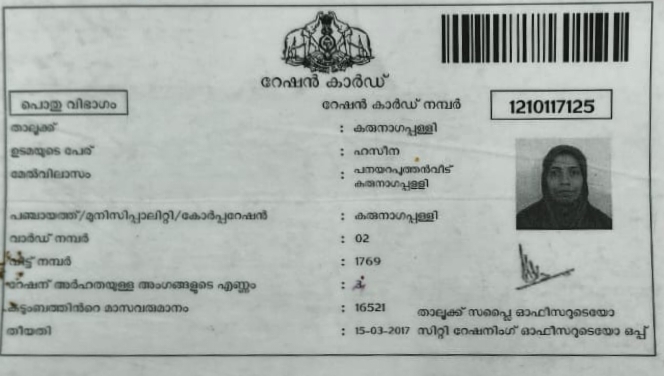 റേഷൻ കാർഡ്
പൊതു വിഭാഗം
റേഷൻ കാർഡ് നമ്പർ
1210117125
താലൂക്ക് : കരുനാഗപ്പള്ളി
ഉടമയുടെ പേര് : ഹസീന
മേൽവിലാസം : പനയറപുത്തൻവീട്
കരുനാഗപ്പള്ളി
പഞ്ചായത്ത്/മുനിസിപ്പാലിറ്റി/കോർപ്പറേഷൻ : കരുനാഗപ്പള്ളി
വാർഡ് നമ്പർ : 02
വീട്ട് നമ്പർ : 1769
റേഷന് അർഹതയുള്ള അംഗങ്ങളുടെ എണ്ണം :
കുടുംബത്തിൻറെ മാസവരുമാനം : 16521
താലൂക്ക് സപ്ലൈ ഓഫീസറുടെയോ
തീയതി : 15-03-2017
സിറ്റി റേഷനിംഗ് ഓഫീസറുടെയോ ഒപ്പ്